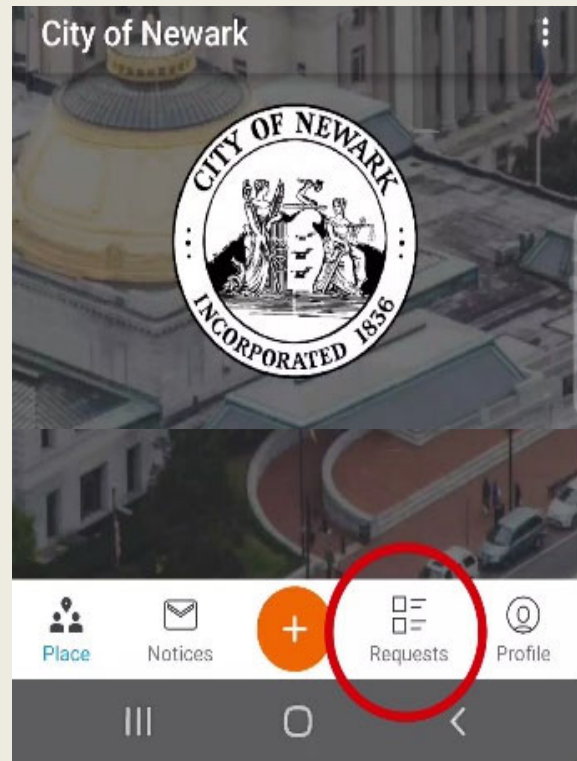 City of Newark
CITY OF NEWARK
INCORPORATED 1836
Place
Notices
Requests
Profile